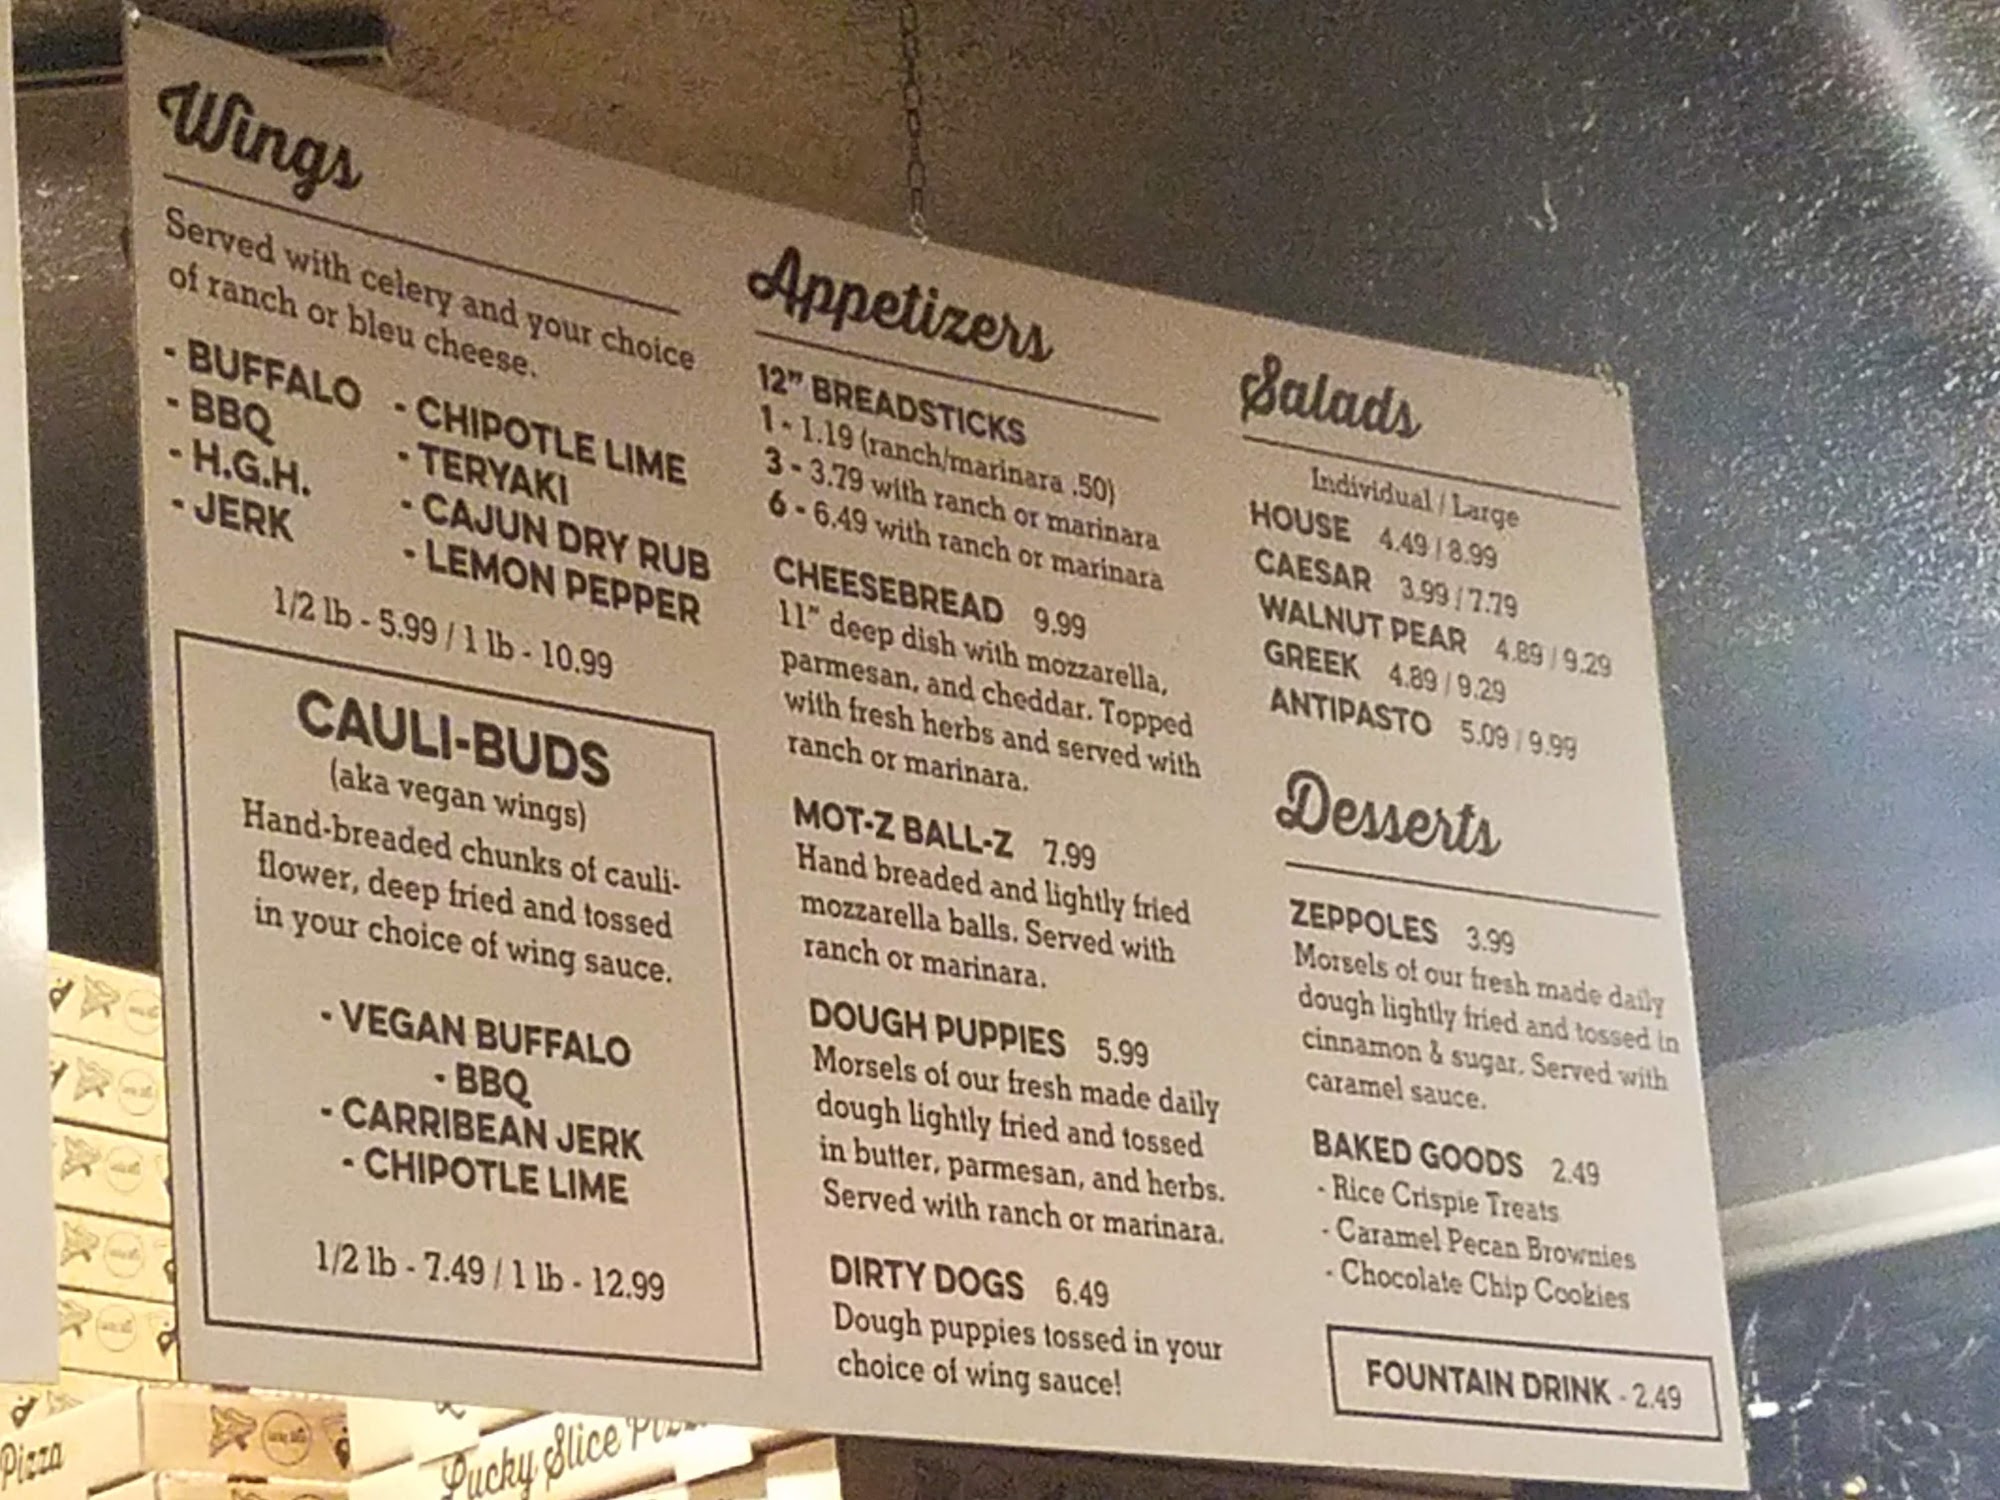 Wings
Served with celery and your choice
of ranch or bleu cheese.
- BUFFALO
- BBQ
- H.G.H.
- JERK
- CHIPOTLE LIME
- TERYAKI
- CAJUN DRY RUB
- LEMON PEPPER
1/2 lb - 5.99 / 1 lb - 10.99
CAULI-BUDS
(aka vegan wings)
Hand-breaded chunks of cauli-
flower, deep fried and tossed
in your choice of wing sauce.
- VEGAN BUFFALO
- BBQ
- CARRIBEAN JERK
- CHIPOTLE LIME
1/2 lb - 7.49 / 1 lb - 12.99
Appetizers
12" BREADSTICKS
1 - 1.19 (ranch/marinara .50)
3 - 3.79 with ranch or marinara
6 - 6.49 with ranch or marinara
CHEESEBREAD 9.99
11" deep dish with mozzarella,
parmesan, and cheddar. Topped
with fresh herbs and served with
ranch or marinara.
MOT-Z BALL-Z 7.99
Hand breaded and lightly fried
mozzarella balls. Served with
ranch or marinara.
DOUGH PUPPIES 5.99
Morsels of our fresh made daily
dough lightly fried and tossed
in butter, parmesan, and herbs.
Served with ranch or marinara.
DIRTY DOGS 6.49
Dough puppies tossed in your
choice of wing sauce!
Salads
Individual / Large
HOUSE 4.49 / 8.99
CAESAR 3.99 / 7.79
WALNUT PEAR 4.89 / 9.29
GREEK 4.89 / 9.29
ANTIPASTO 5.09 / 9.99
Desserts
ZEPPOLES 3.99
Morsels of our fresh made daily
dough lightly fried and tossed in
cinnamon & sugar. Served with
caramel sauce.
BAKED GOODS 2.49
- Rice Crispie Treats
- Caramel Pecan Brownies
- Chocolate Chip Cookies
FOUNTAIN DRINK - 2.49
Pizza
Lucky Slice